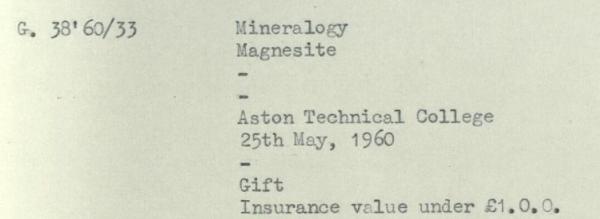 G. 38'60/33 Mineralogy
Magnesite
-
-
Aston Technical College
25th May, 1960
-
Gift
Insurance value under £1.0.0.